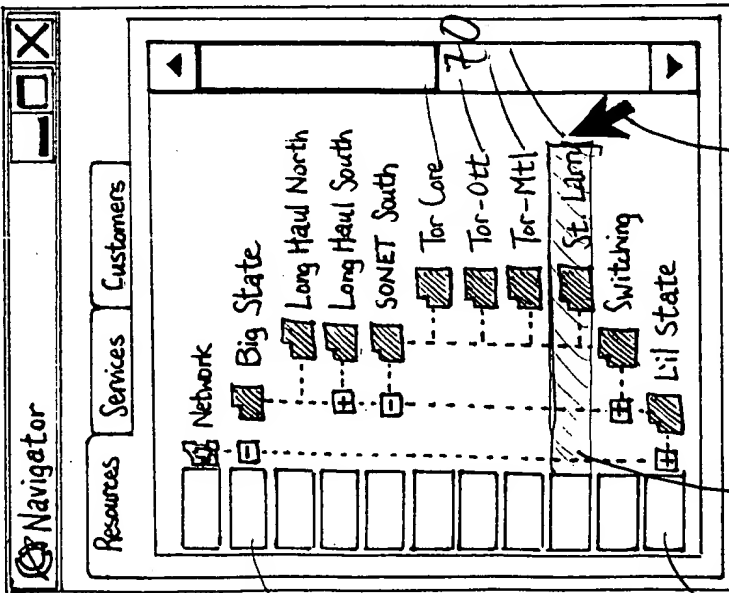 Navigator
Resources Services Customers
Network
Big State
Long Haul North
Long Haul South
SONET South
Tor Core
Tor-Ott
Tor-Mtl
St. Lam
Switching
Lil State
70